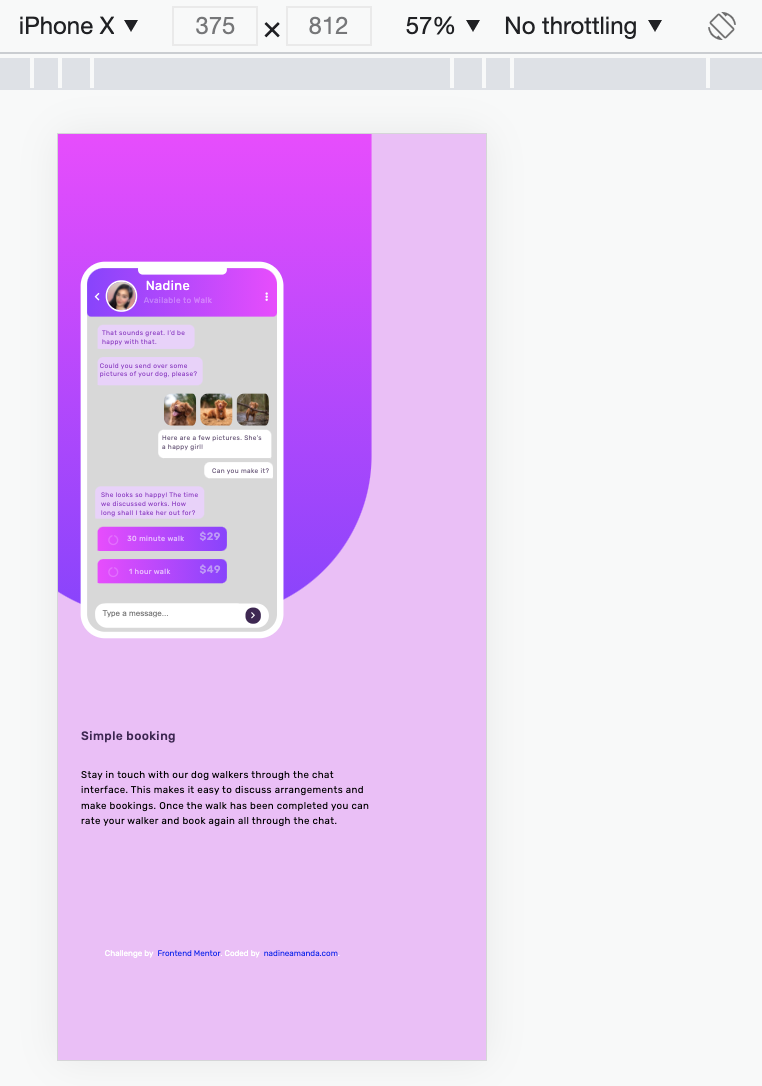 iPhone X ▼ 375 × 812 57% ▼ No throttling ▼
Nadine
Available to Walk
That sounds great. I'd be
happy with that.
Could you send over some
pictures of your dog, please?
Here are a few pictures. She's
a happy girl!
Can you make it?
She looks so happy! The time
we discussed works. How
long shall I take her out for?
30 minute walk $29
1 hour walk $49
Type a message...
Simple booking
Stay in touch with our dog walkers through the chat
interface. This makes it easy to discuss arrangements and
make bookings. Once the walk has been completed you can
rate your walker and book again all through the chat.
Challenge by Frontend Mentor Coded by nadineamanda.com